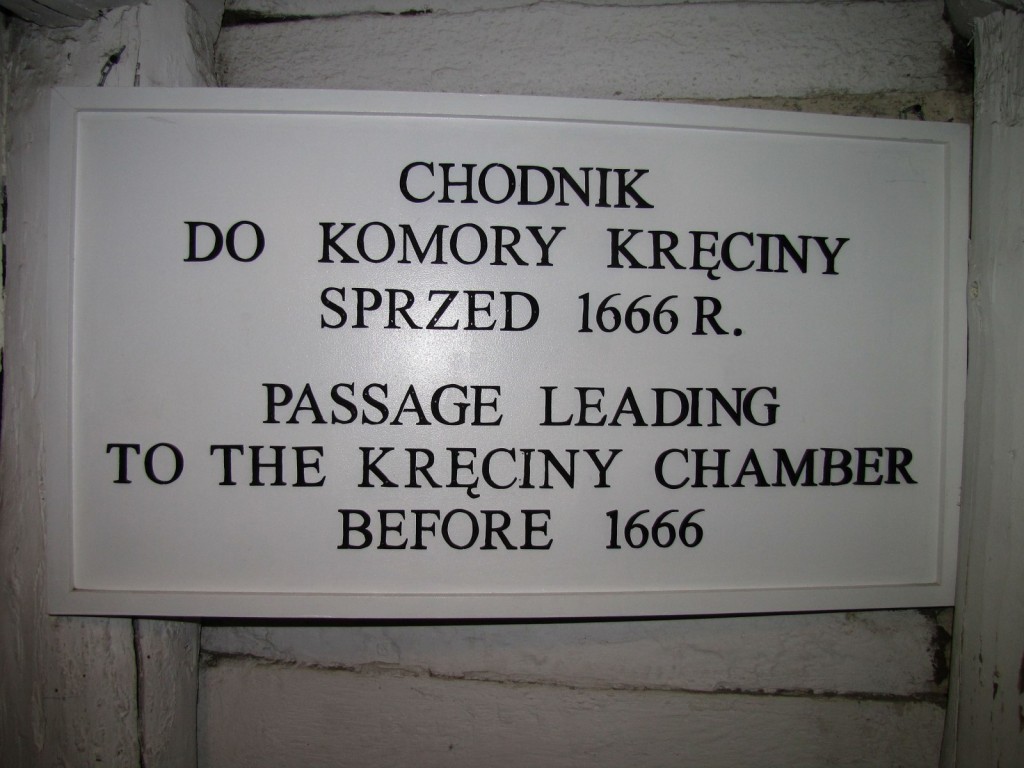 CHODNIK
DO KOMORY KRĘCINY
SPRZED 1666 R.
PASSAGE LEADING
TO THE KRĘCINY CHAMBER
BEFORE 1666